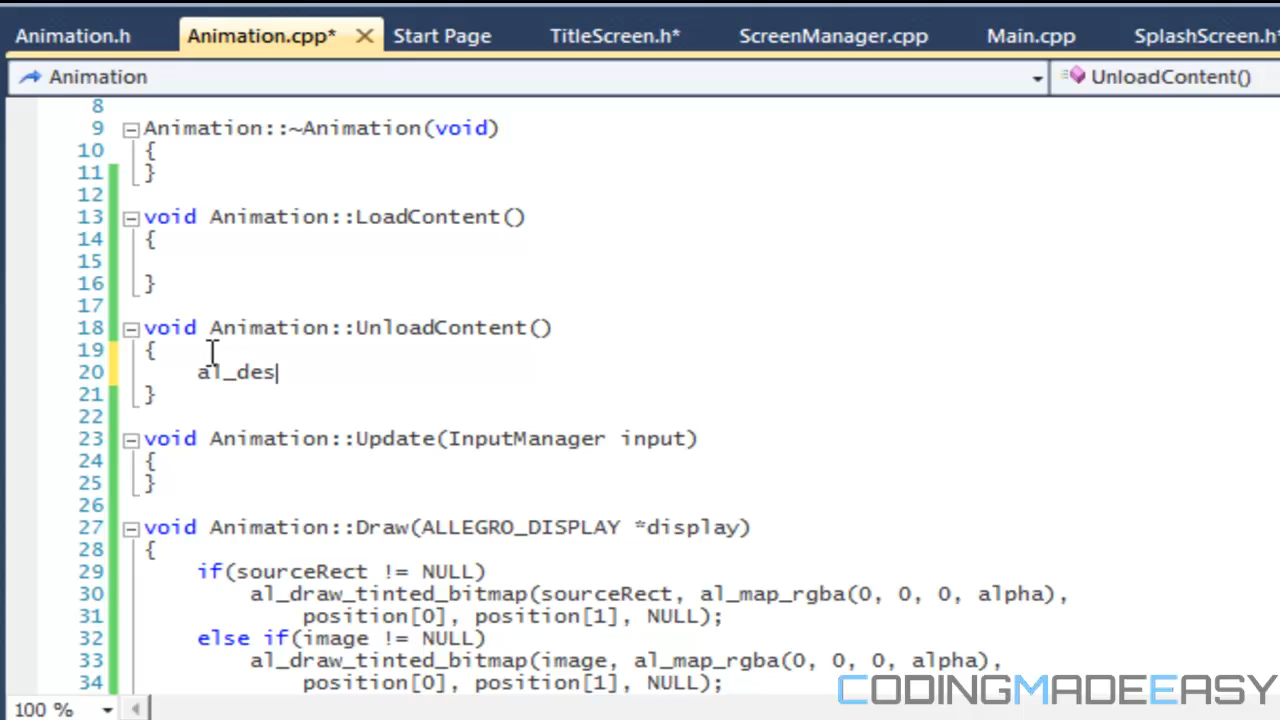 Animation.h Animation.cpp* Start Page TitleScreen.h* ScreenManager.cpp Main.cpp SplashScreen.h*
Animation UnloadContent()
8
9 Animation::~Animation(void)
10 {
11 }
12
13 void Animation::LoadContent()
14 {
15
16 }
17
18 void Animation::UnloadContent()
19 {
20 al_des
21 }
22
23 void Animation::Update(InputManager input)
24 {
25 }
26
27 void Animation::Draw(ALLEGRO_DISPLAY *display)
28 {
29 if(sourceRect != NULL)
30 al_draw_tinted_bitmap(sourceRect, al_map_rgba(0, 0, 0, alpha),
31 position[0], position[1], NULL);
32 else if(image != NULL)
33 al_draw_tinted_bitmap(image, al_map_rgba(0, 0, 0, alpha),
34 position[0], position[1], NULL);
CODINGMADEEASY
100 %